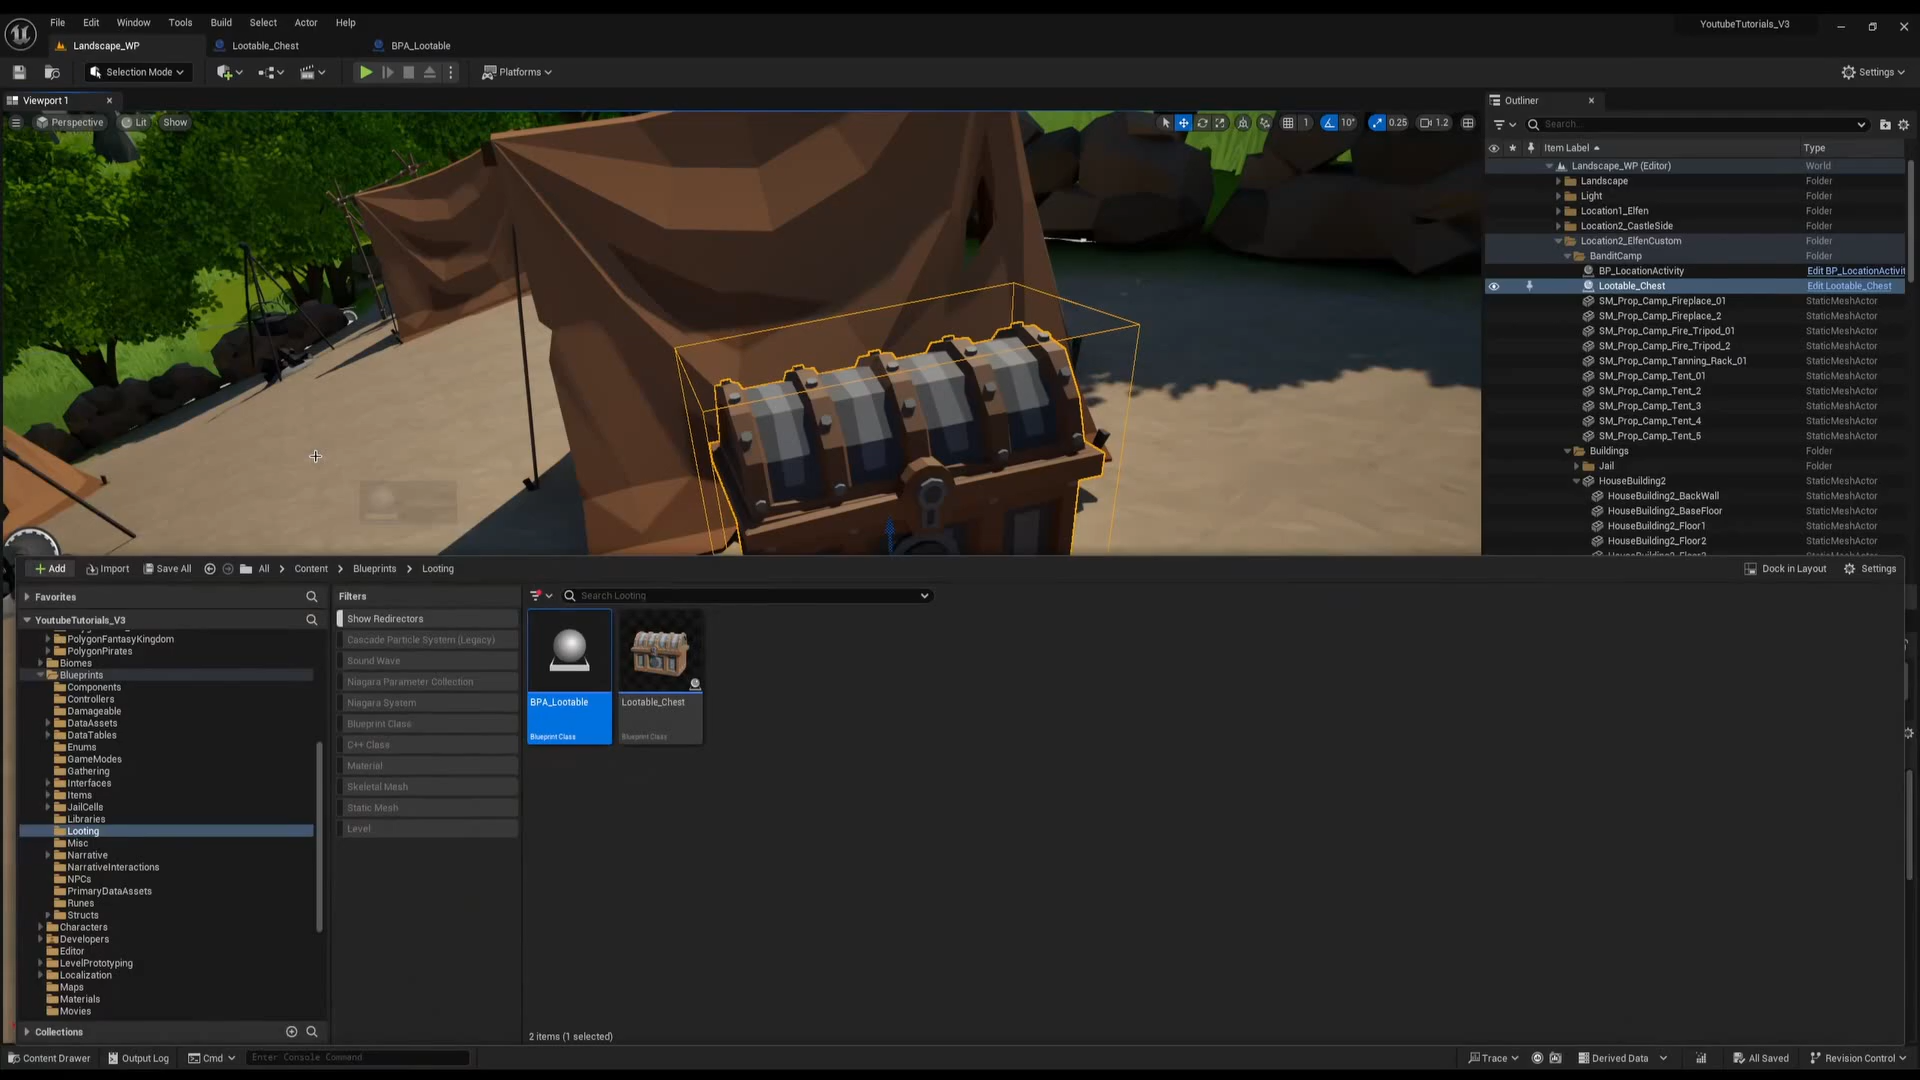 File Edit Window Tools Build Select Actor Help
YoutubeTutorials_V3
Landscape_WP Lootable_Chest BPA_Lootable
Selection Mode Platforms Settings
Viewport 1
Perspective Lit Show
1 10° 0.25 1.2
Outliner
Search...
Item Label Type
Landscape_WP (Editor) World
Landscape Folder
Light Folder
Location1_Elfen Folder
Location2_CastleSide Folder
Location2_ElfenCustom Folder
BanditCamp Folder
BP_LocationActivity Edit BP_LocationActivit
Lootable_Chest Edit Lootable_Chest
SM_Prop_Camp_Fireplace_01 StaticMeshActor
SM_Prop_Camp_Fireplace_2 StaticMeshActor
SM_Prop_Camp_Fire_Tripod_01 StaticMeshActor
SM_Prop_Camp_Fire_Tripod_2 StaticMeshActor
SM_Prop_Camp_Tanning_Rack_01 StaticMeshActor
SM_Prop_Camp_Tent_01 StaticMeshActor
SM_Prop_Camp_Tent_2 StaticMeshActor
SM_Prop_Camp_Tent_3 StaticMeshActor
SM_Prop_Camp_Tent_4 StaticMeshActor
SM_Prop_Camp_Tent_5 StaticMeshActor
Buildings Folder
Jail Folder
HouseBuilding2 StaticMeshActor
HouseBuilding2_BackWall StaticMeshActor
HouseBuilding2_BaseFloor StaticMeshActor
HouseBuilding2_Floor1 StaticMeshActor
HouseBuilding2_Floor2 StaticMeshActor
Add Import Save All All Content Blueprints Looting Dock in Layout Settings
Favorites
YoutubeTutorials_V3
PolygonFantasyKingdom
PolygonPirates
Biomes
Blueprints
Components
Controllers
Damageable
DataAssets
DataTables
Enums
GameModes
Gathering
Interfaces
Items
JailCells
Libraries
Looting
Misc
Narrative
NarrativeInteractions
NPCs
PrimaryDataAssets
Runes
Structs
Characters
Developers
Editor
LevelPrototyping
Localization
Maps
Materials
Movies
Collections
Filters
Show Redirectors
Cascade Particle System (Legacy)
Sound Wave
Niagara Parameter Collection
Niagara System
Blueprint Class
C++ Class
Material
Skeletal Mesh
Static Mesh
Level
Search Looting
BPA_Lootable Lootable_Chest
Blueprint Class Blueprint Class
2 items (1 selected)
Content Drawer Output Log Cmd Enter Console Command Trace Derived Data All Saved Revision Control